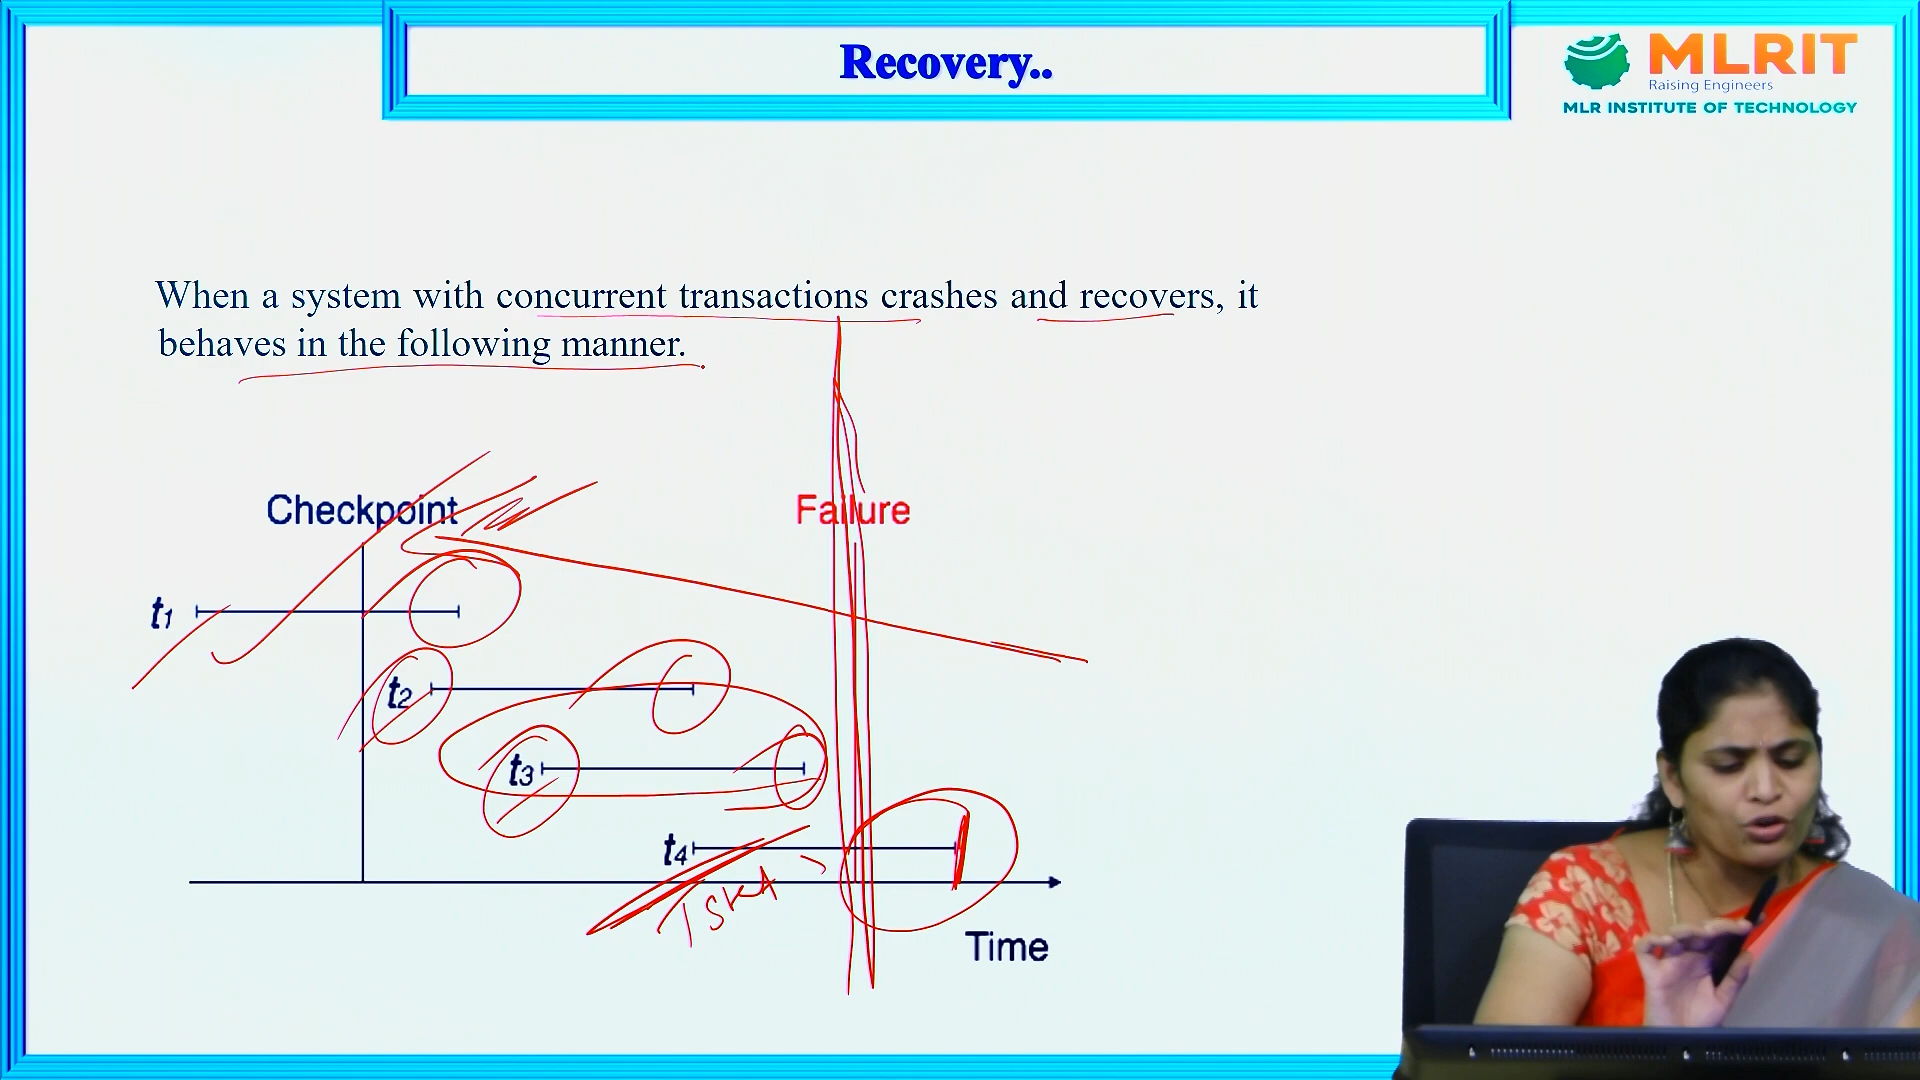 Recovery..
MLRIT
Raising Engineers
MLR INSTITUTE OF TECHNOLOGY
When a system with concurrent transactions crashes and recovers, it
behaves in the following manner.
Checkpoint
Failure
t1
t2
t3
t4
Time